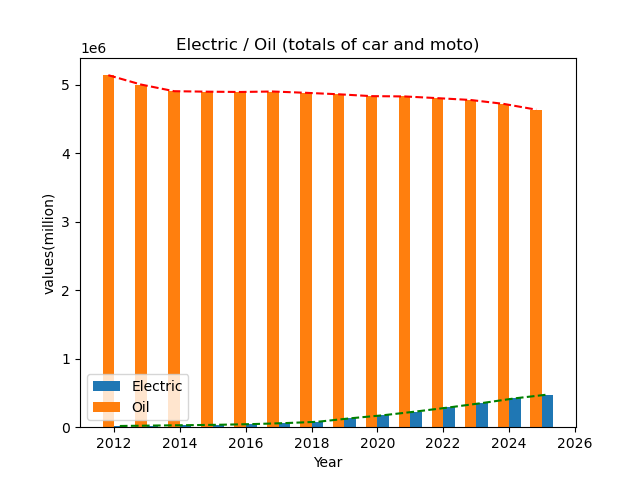 Electric / Oil (totals of car and moto)
1e6
5
4
3
2
1
0
values(million)
Electric
Oil
2012 2014 2016 2018 2020 2022 2024 2026
Year